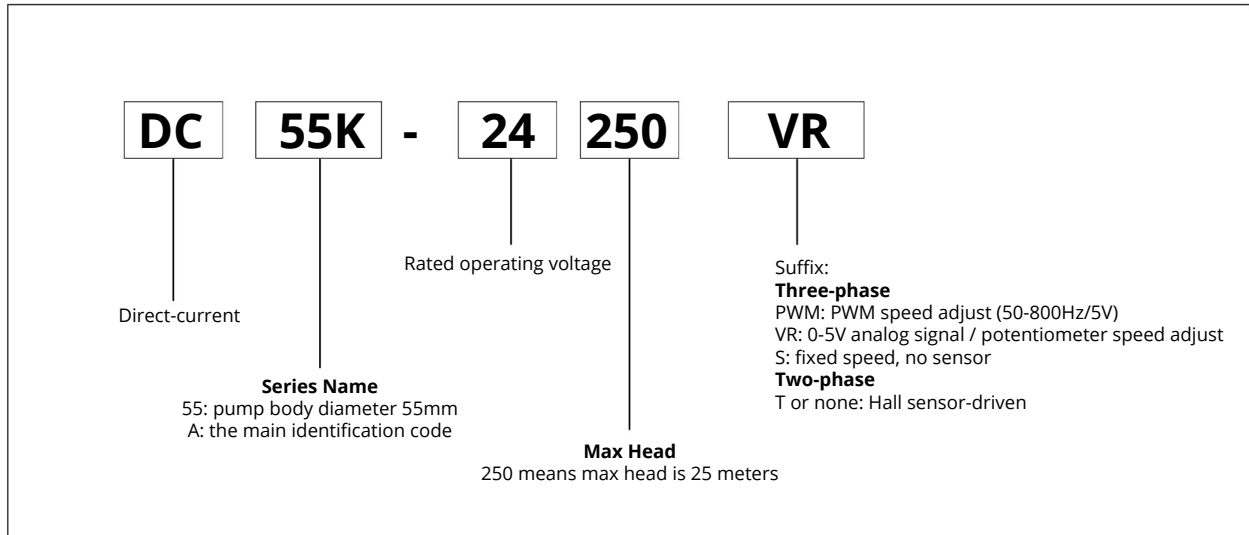 DC 55K - 24 250 VR
Direct-current
Series Name
55: pump body diameter 55mm
A: the main identification code
Rated operating voltage
Max Head
250 means max head is 25 meters
Suffix:
Three-phase
PWM: PWM speed adjust (50-800Hz/5V)
VR: 0-5V analog signal / potentiometer speed adjust
S: fixed speed, no sensor
Two-phase
T or none: Hall sensor-driven